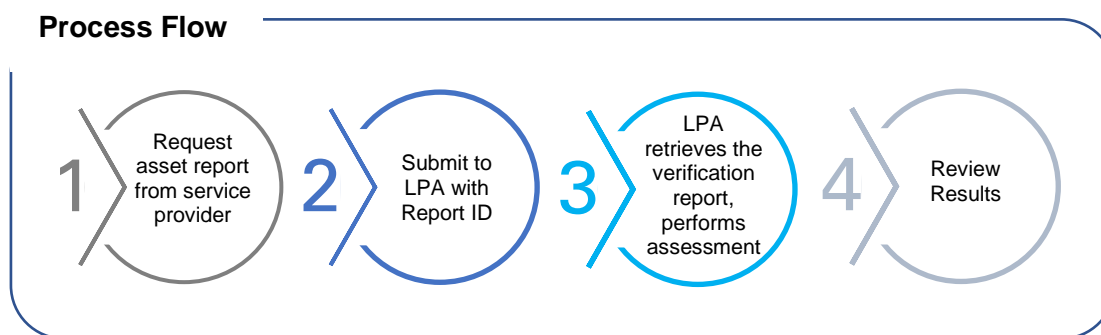 Process Flow
1
Request
asset report
from service
provider
2
Submit to
LPA with
Report ID
3
LPA
retrieves the
verification
report,
performs
assessment
4
Review
Results